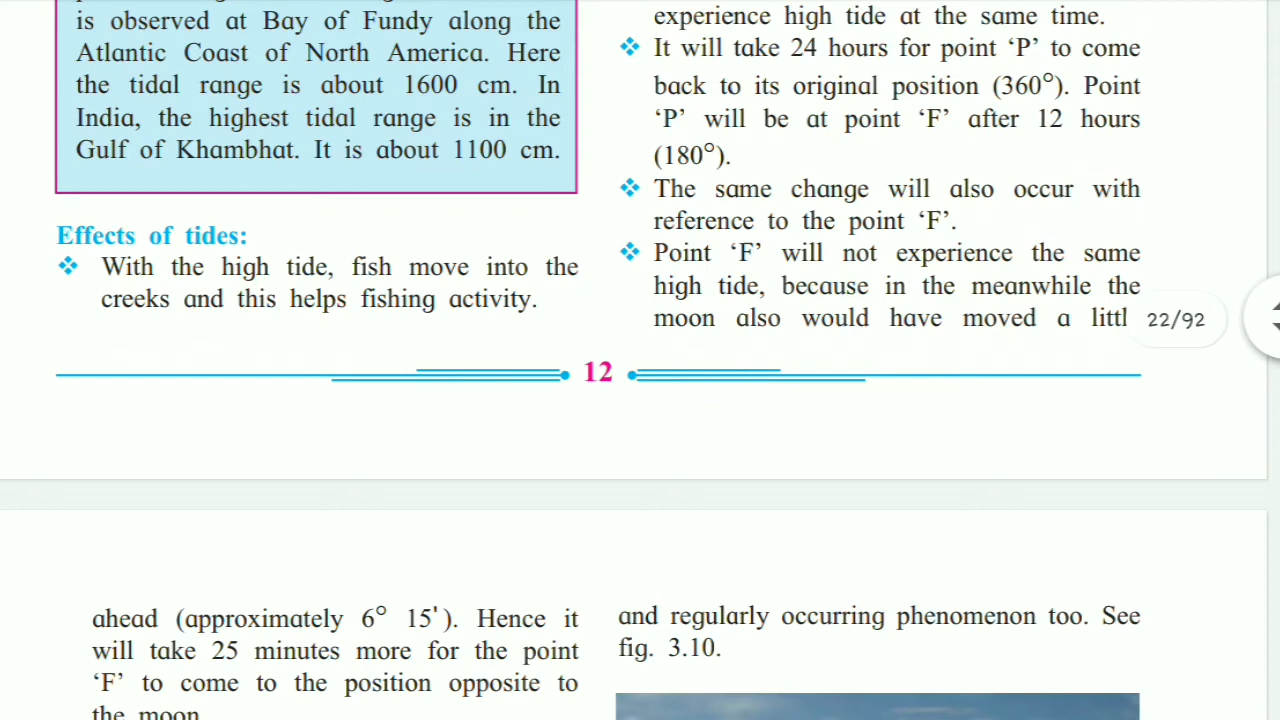 is observed at Bay of Fundy along the
Atlantic Coast of North America. Here
the tidal range is about 1600 cm. In
India, the highest tidal range is in the
Gulf of Khambhat. It is about 1100 cm.
Effects of tides:
❖ With the high tide, fish move into the
creeks and this helps fishing activity.
experience high tide at the same time.
❖ It will take 24 hours for point ‘P’ to come
back to its original position (360°). Point
‘P’ will be at point ‘F’ after 12 hours
(180°).
❖ The same change will also occur with
reference to the point ‘F’.
❖ Point ‘F’ will not experience the same
high tide, because in the meanwhile the
moon also would have moved a littl
22/92
12
ahead (approximately 6° 15'). Hence it
will take 25 minutes more for the point
‘F’ to come to the position opposite to
the moon
and regularly occurring phenomenon too. See
fig. 3.10.